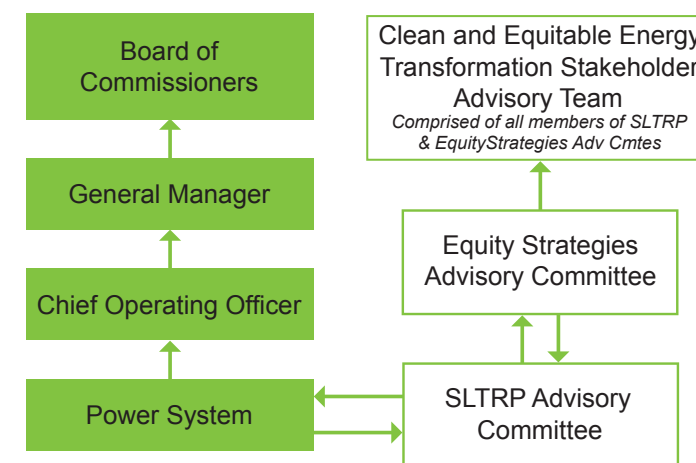 Board of
Commissioners
General Manager
Chief Operating Officer
Power System
Clean and Equitable Energy
Transformation Stakeholder
Advisory Team
Comprised of all members of SLTRP
& EquityStrategies Adv Cmtes
Equity Strategies
Advisory Committee
SLTRP Advisory
Committee